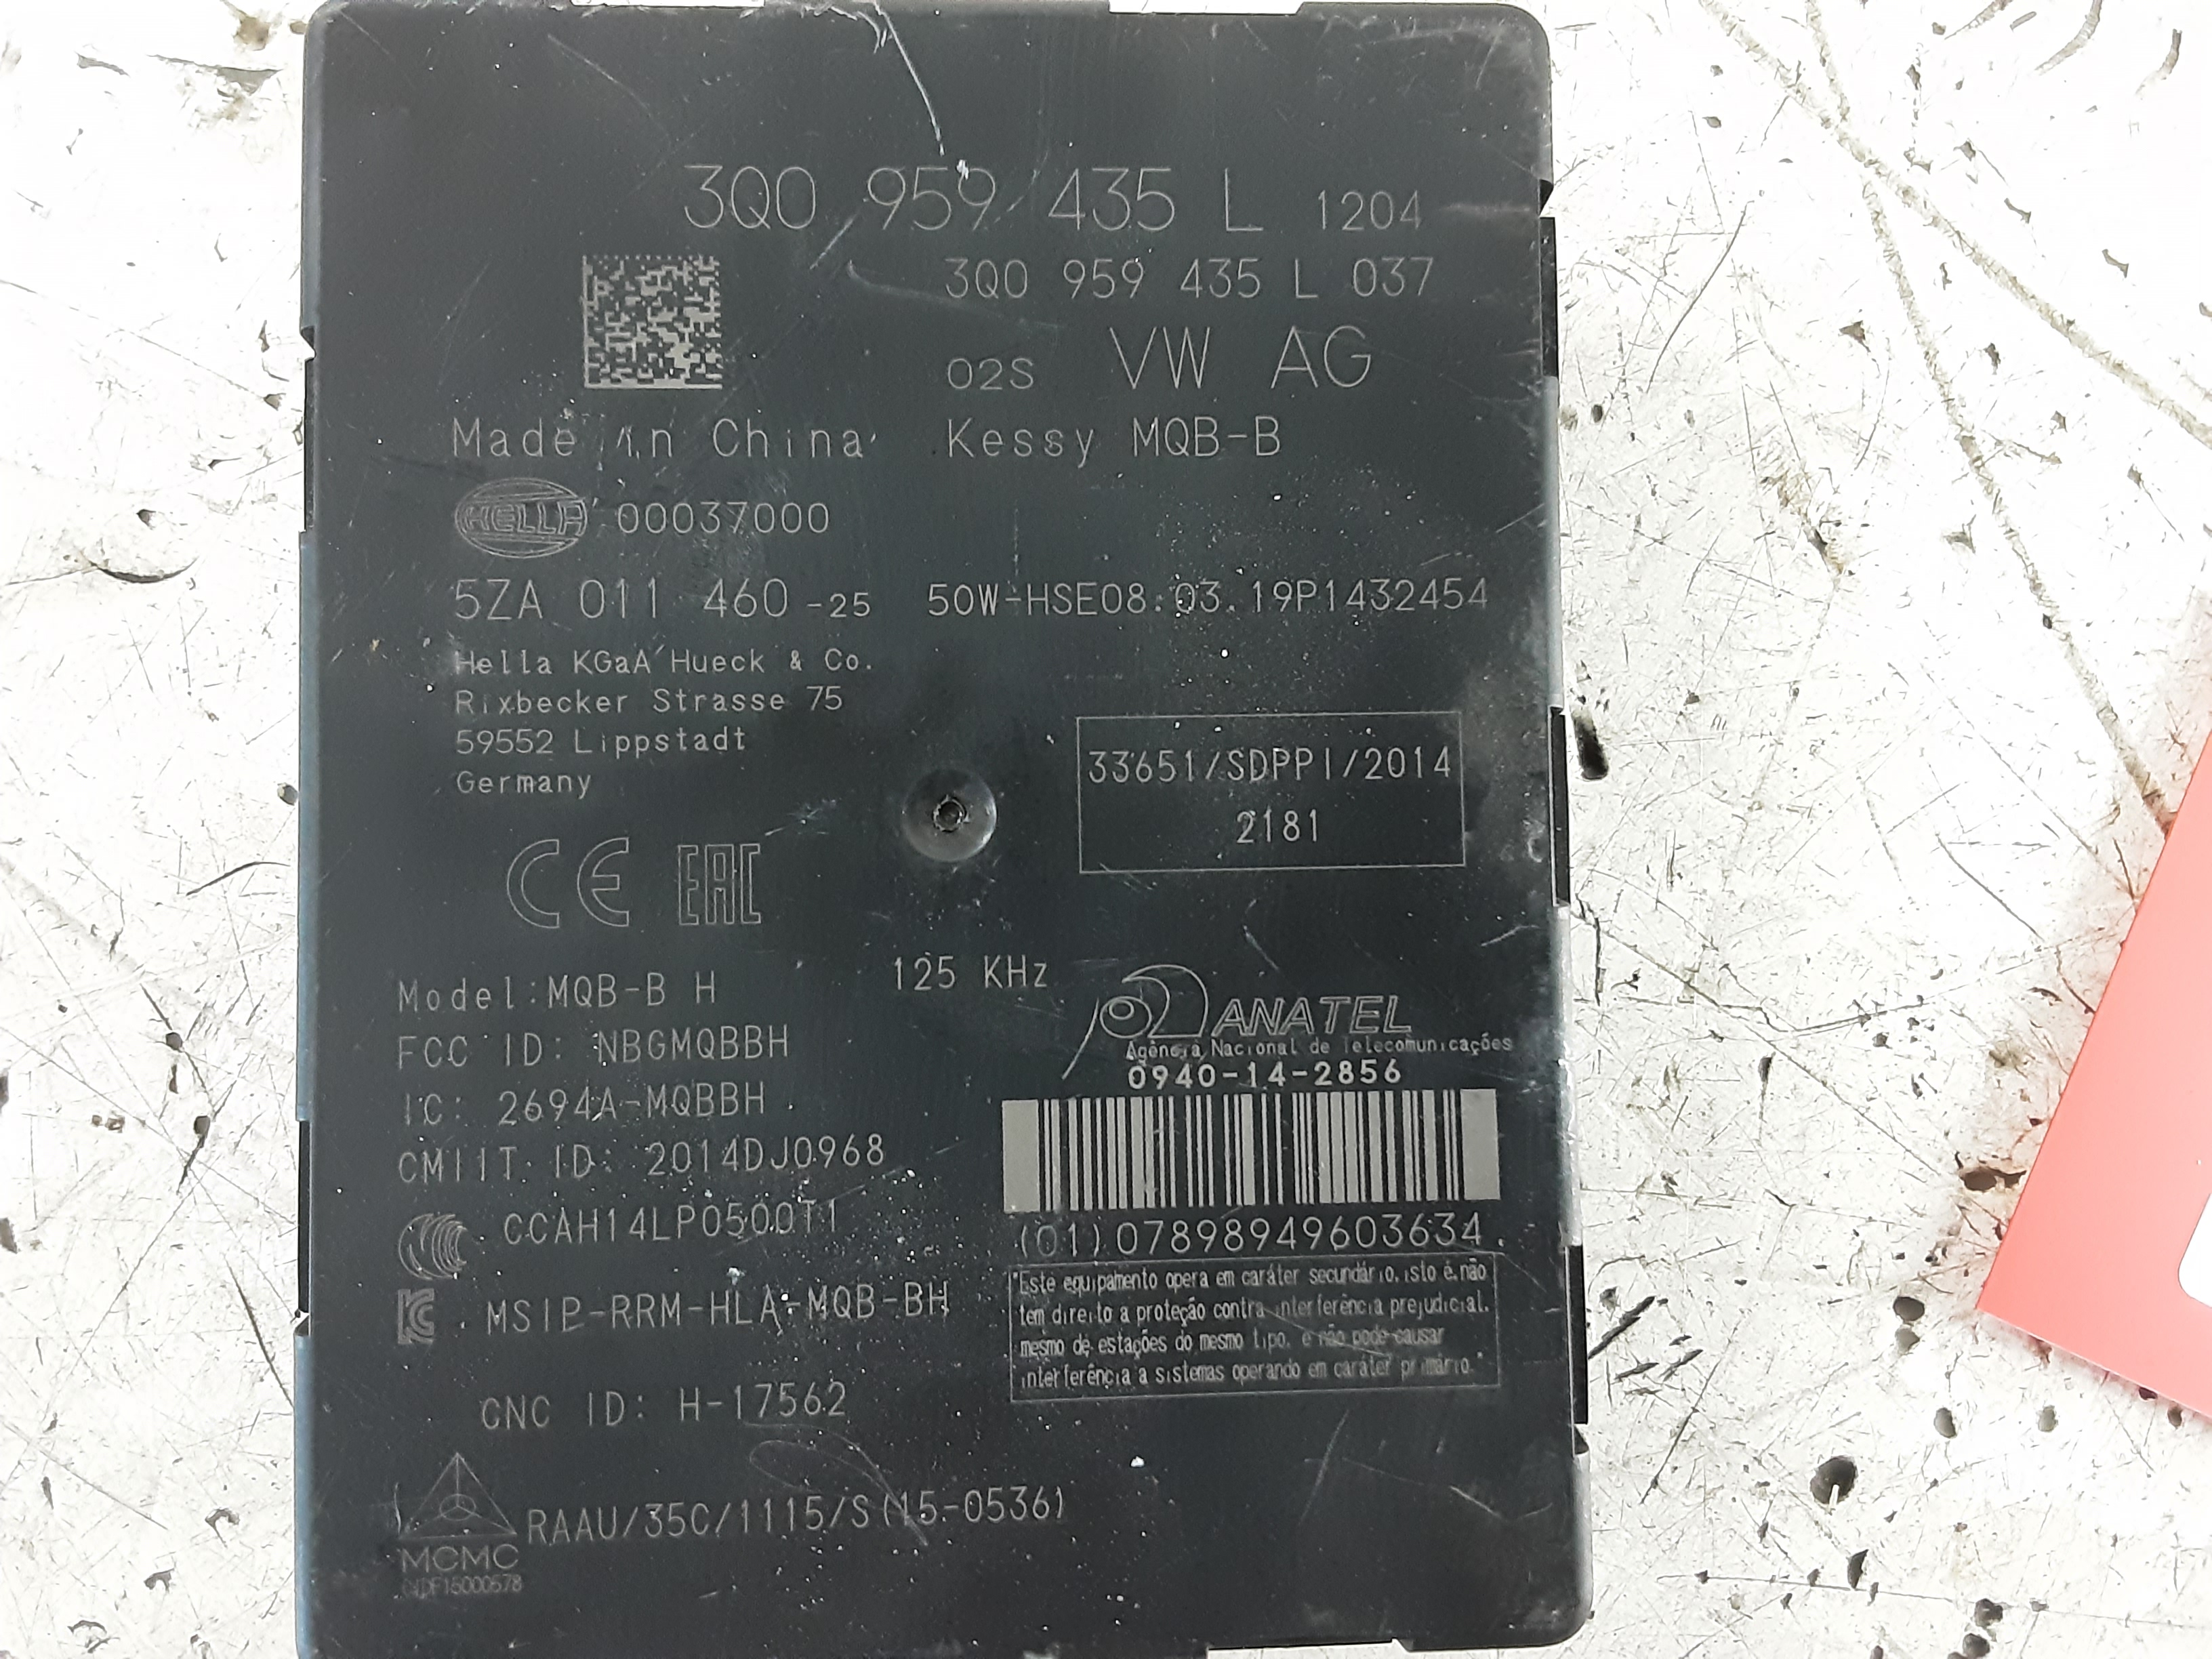 3Q0 959 435 L 1204
3Q0 959 435 L 037
02S VW AG
Made in China Kessy MQB-B
HELLA 00037000
5ZA 011 460 -25 50W-HSE08.03.19P1432454
Hella KGaA Hueck & Co.
Rixbecker Strasse 75
59552 Lippstadt
Germany
33651/SDPPI/2014
2181
CE EAC
125 KHz
Model:MQB-B H
FCC ID: NBGMQBBH
IC: 2694A-MQBBH
CMIIT ID: 2014DJ0968
CCC CCAH14LP0500T1
KC MSIP-RRM-HLA-MQB-BH
CNC ID: H-17562
RAAU/35C/1115/S(15-0536)
MCMC
ANATEL
Agência Nacional de Telecomunicações
0940-14-2856
(01)07898949603634
"Este equipamento opera em caráter secundário, isto é, não
tem direito a proteção contra interferência prejudicial,
mesmo de estações do mesmo tipo, e não pode causar
interferência a sistemas operando em caráter primário."